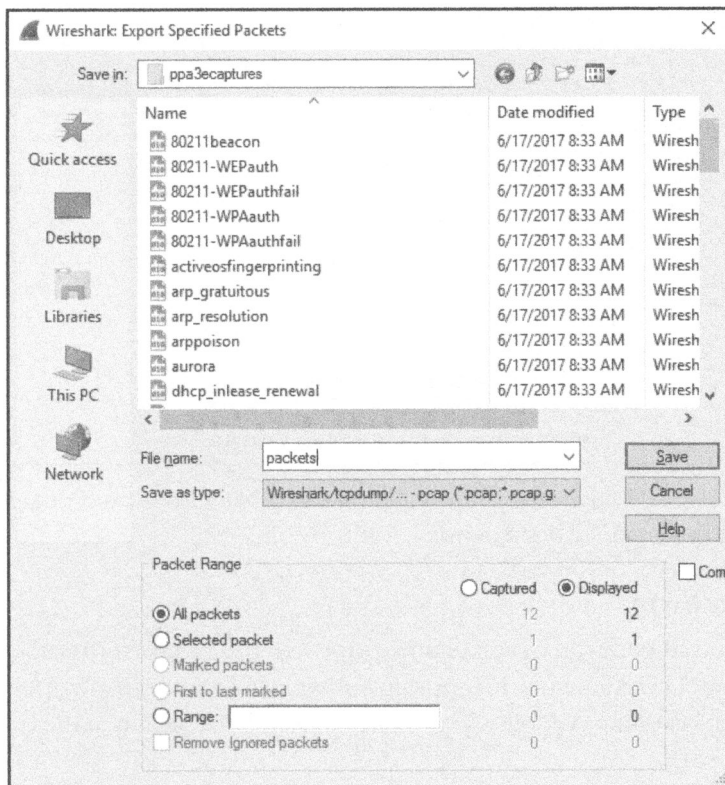 Wireshark: Export Specified Packets
Save in: ppa3ecaptures
Name Date modified Type
80211beacon 6/17/2017 8:33 AM Wiresh
80211-WEPauth 6/17/2017 8:33 AM Wiresh
80211-WEPauthfail 6/17/2017 8:33 AM Wiresh
80211-WPAauth 6/17/2017 8:33 AM Wiresh
80211-WPAauthfail 6/17/2017 8:33 AM Wiresh
activeosfingerprinting 6/17/2017 8:33 AM Wiresh
arp_gratuitous 6/17/2017 8:33 AM Wiresh
arp_resolution 6/17/2017 8:33 AM Wiresh
arppoison 6/17/2017 8:33 AM Wiresh
aurora 6/17/2017 8:33 AM Wiresh
dhcp_inlease_renewal 6/17/2017 8:33 AM Wiresh
Quick access
Desktop
Libraries
This PC
Network
File name: packets Save
Save as type: Wireshark/tcpdump/... - pcap (*.pcap;*.pcap.g: Cancel
Help
Packet Range
Captured Displayed Com
All packets 12 12
Selected packet 1 1
Marked packets 0 0
First to last marked 0 0
Range: 0 0
Remove Ignored packets 0 0